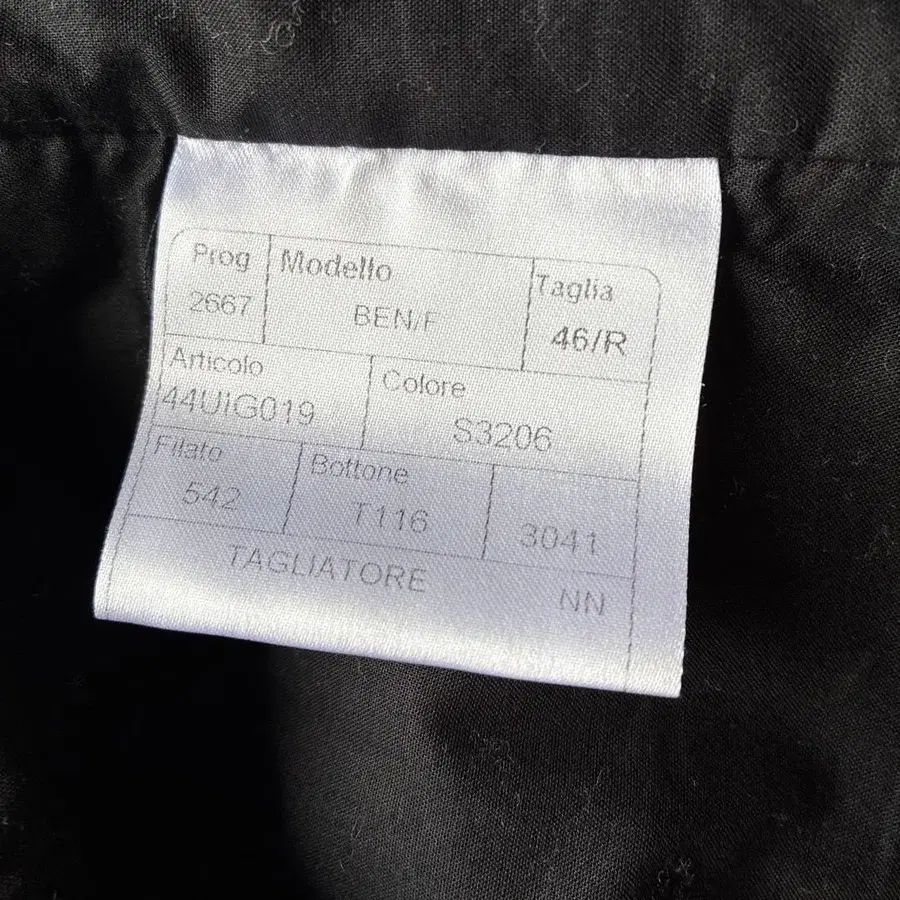 Prog Modello Taglia
2667 BEN/F 46/R
Articolo Colore
44UIG019 S3206
Filato Bottone
542 T116 3041
TAGLIATORE NN